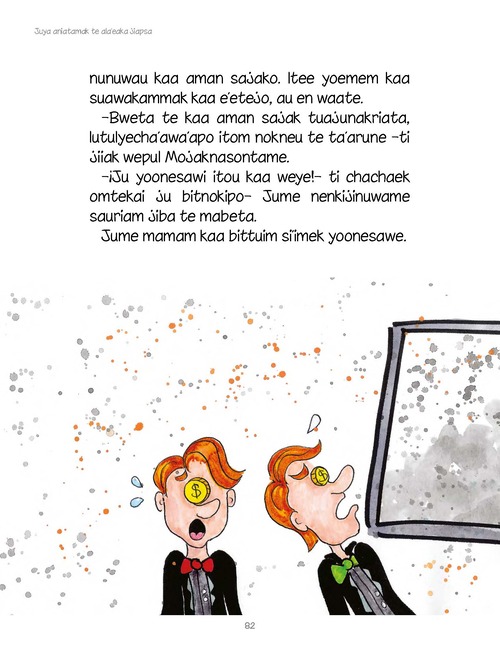 Juya ániatamak te ala'eaka jiapsa
nunuwau kaa aman sajako. Itee yoemem kaa
suawakammak kaa e'etejo, au en waate.
–Bweta te kaa aman sajak tuajunakriata,
lutulyecha'awa'apo itom nokneu te ta'arune –ti
jiiak wepul Mojaknasontame.
–¡Ju yoonesawi itou kaa weye!– ti chachaek
omtekai ju bitnokipo– Jume nenkijinuwame
sauriam jiba te mabeta.
Jume mamam kaa bittuim si'imek yoonesawe.
$
$
82